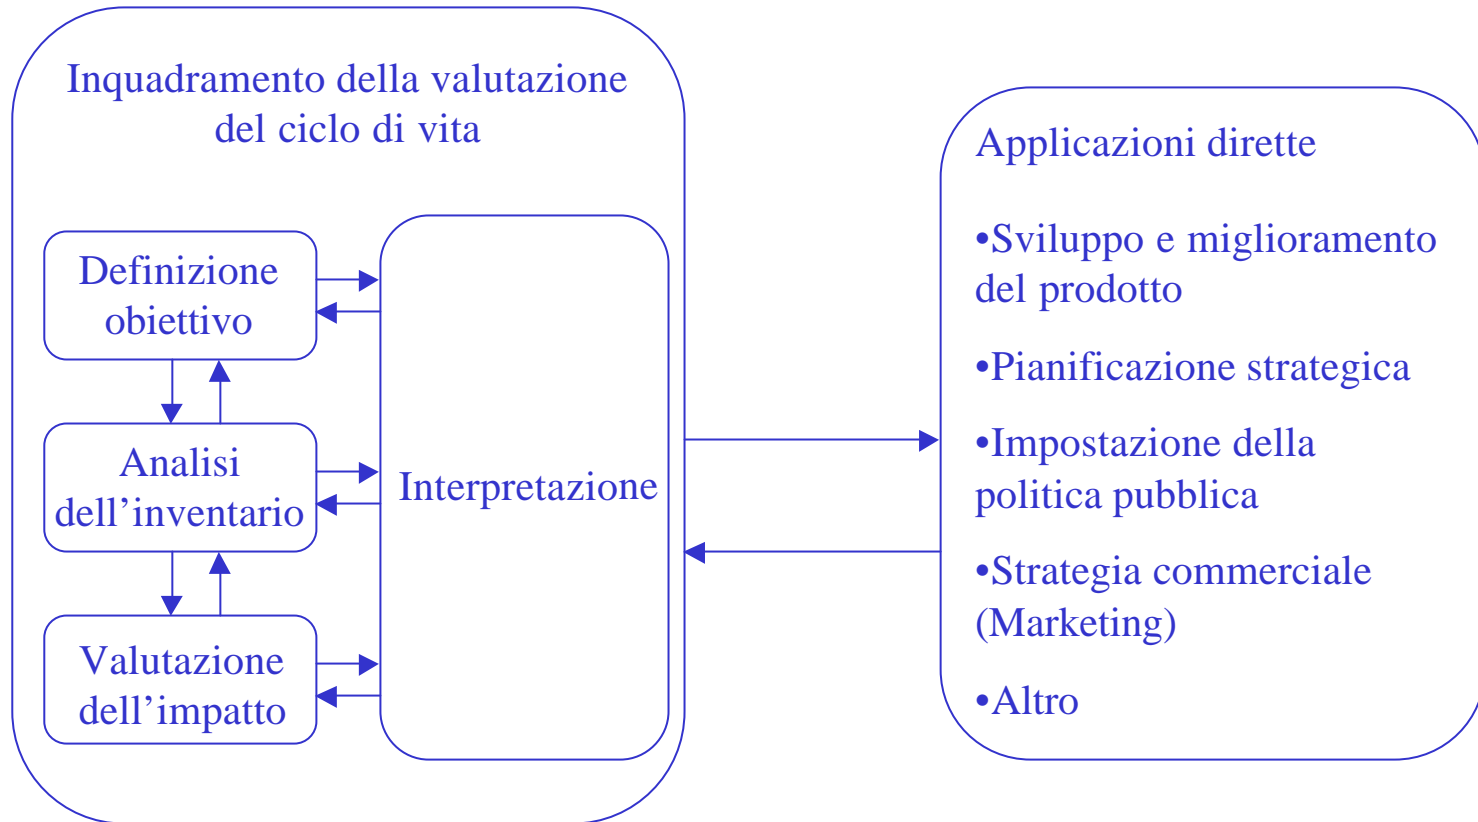 Inquadramento della valutazione
del ciclo di vita
Definizione
obiettivo
Analisi
dell’inventario
Valutazione
dell’impatto
Interpretazione
Applicazioni dirette
•Sviluppo e miglioramento
del prodotto
•Pianificazione strategica
•Impostazione della
politica pubblica
•Strategia commerciale
(Marketing)
•Altro